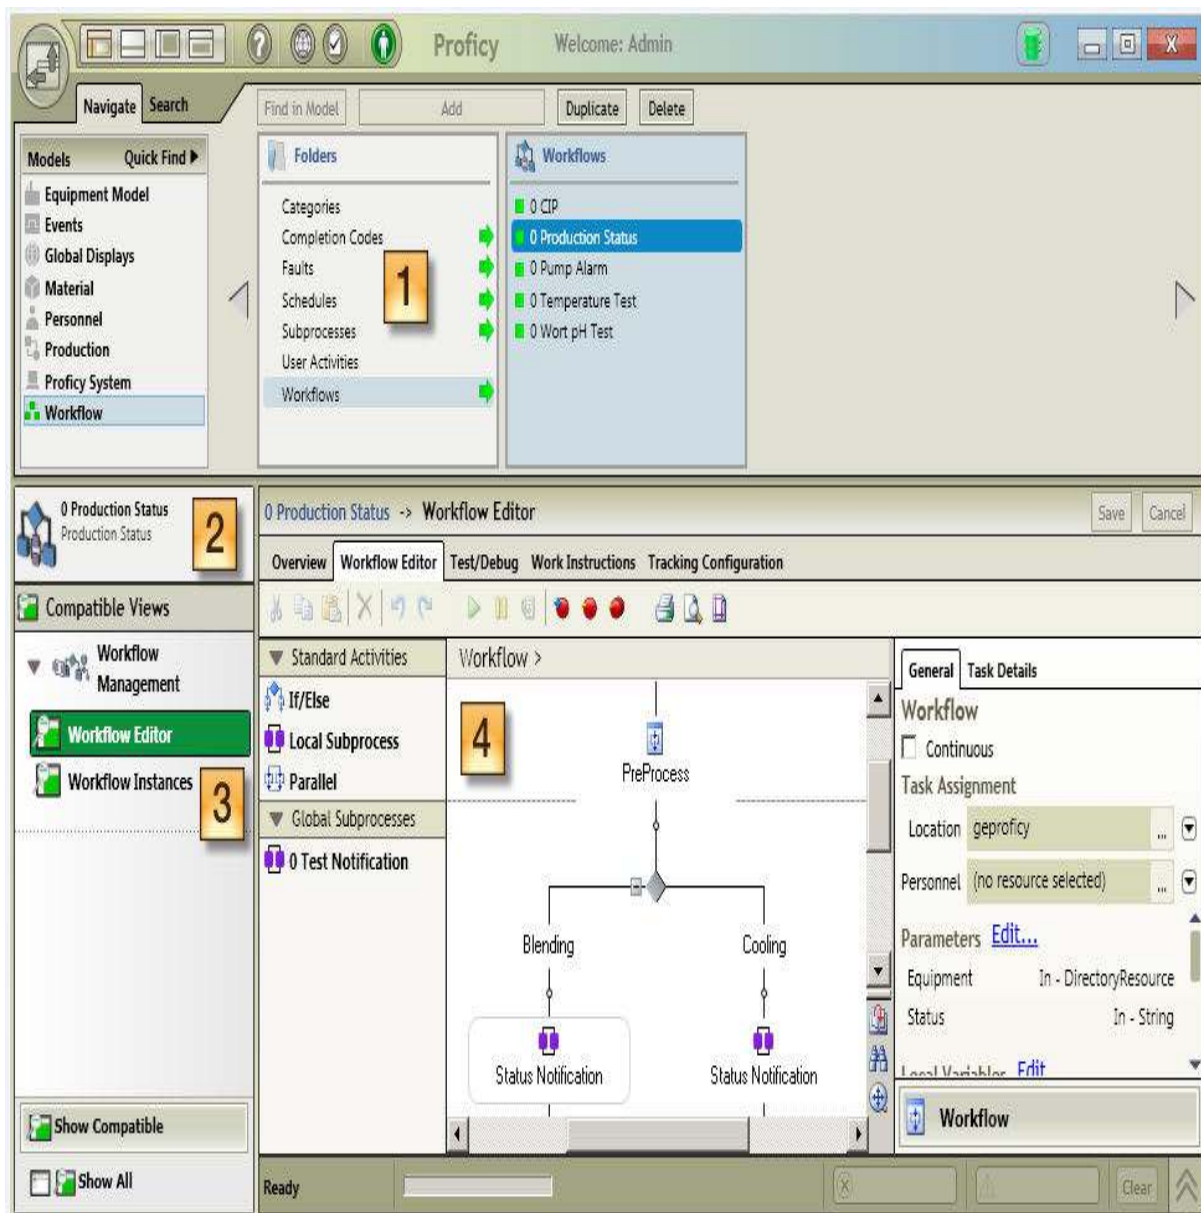 Proficy Welcome: Admin
X
Navigate Search
Find in Model Add Duplicate Delete
Models Quick Find
Equipment Model
Events
Global Displays
Material
Personnel
Production
Proficy System
Workflow
Folders
Categories
Completion Codes
Faults
Schedules
Subprocesses
User Activities
Workflows
1
Workflows
0 CIP
0 Production Status
0 Pump Alarm
0 Temperature Test
0 Wort pH Test
0 Production Status
Production Status
2
Compatible Views
Workflow
Management
Workflow Editor
Workflow Instances
3
Show Compatible
Show All
0 Production Status -> Workflow Editor
Save Cancel
Overview Workflow Editor Test/Debug Work Instructions Tracking Configuration
Standard Activities
If/Else
Local Subprocess
Parallel
Global Subprocesses
0 Test Notification
Workflow >
4
PreProcess
Blending Cooling
Status Notification Status Notification
General Task Details
Workflow
Continuous
Task Assignment
Location geproficy ...
Personnel (no resource selected) ...
Parameters Edit...
Equipment In - DirectoryResource
Status In - String
Local Variables Edit
Workflow
Ready
Clear